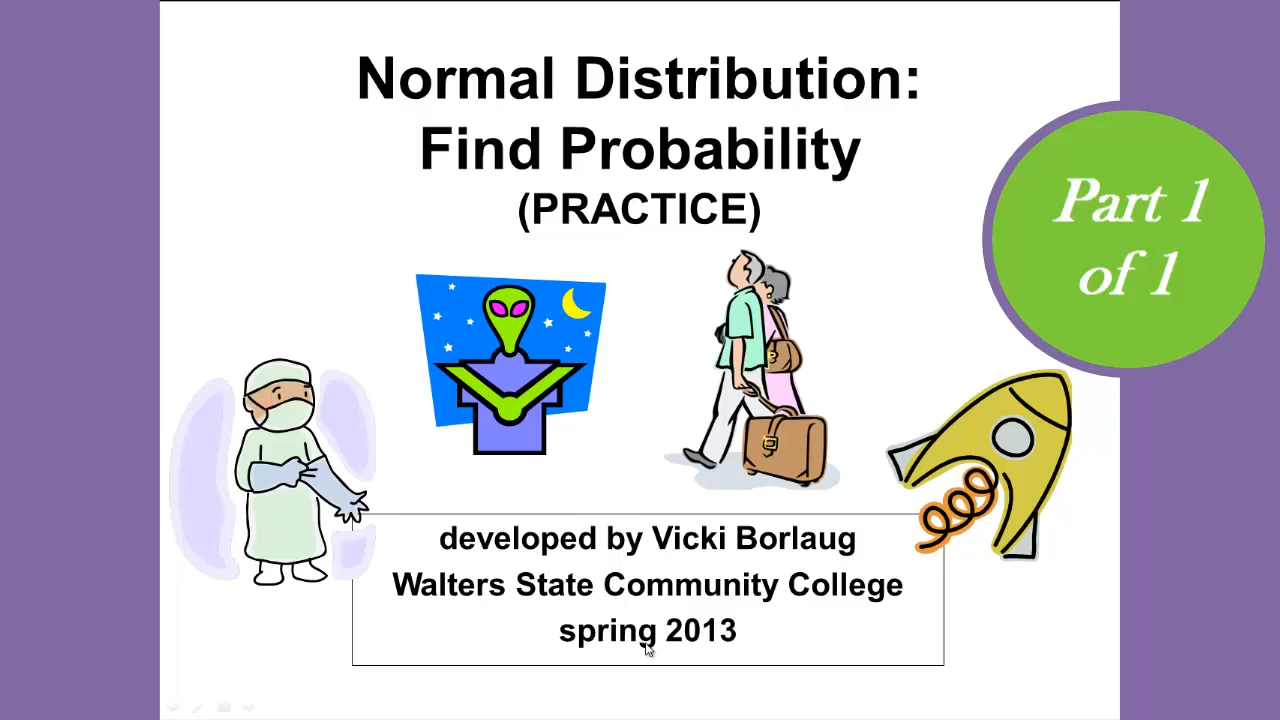 Normal Distribution:
Find Probability
(PRACTICE)
Part 1
of 1
developed by Vicki Borlaug
Walters State Community College
spring 2013